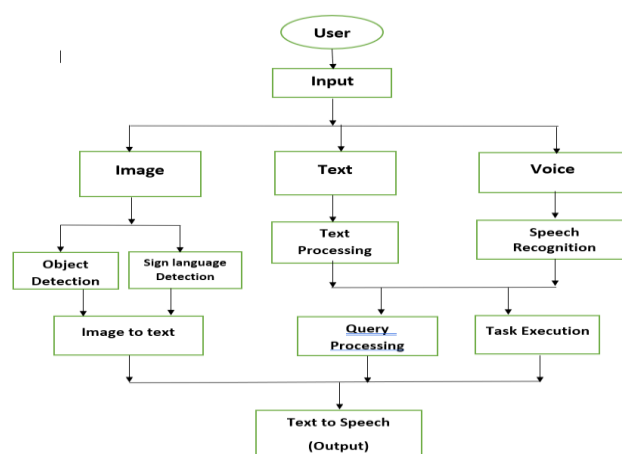 User
Input
Image
Text
Voice
Text
Processing
Speech
Recognition
Object
Detection
Sign language
Detection
Image to text
Query
Processing
Task Execution
Text to Speech
(Output)